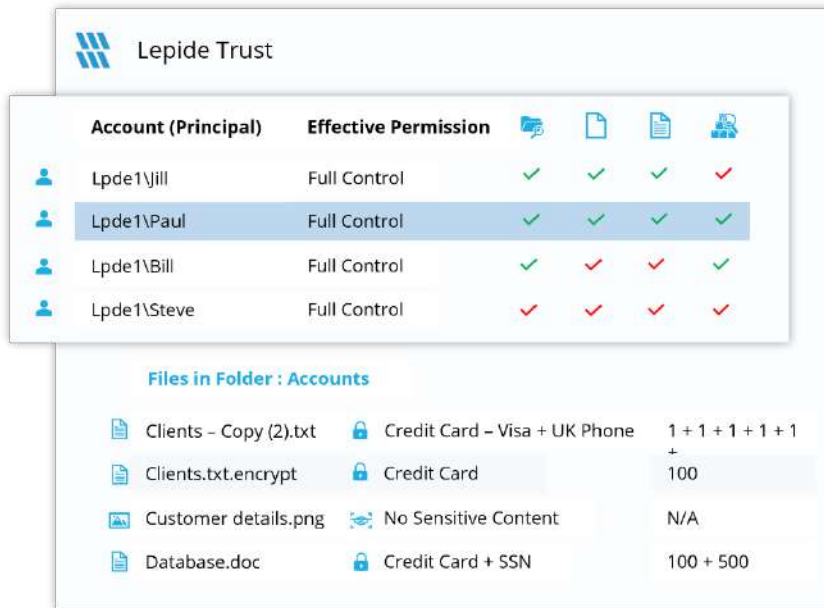 Lepide Trust
Account (Principal) Effective Permission
Lpde1\Jill Full Control
Lpde1\Paul Full Control
Lpde1\Bill Full Control
Lpde1\Steve Full Control
Files in Folder : Accounts
Clients – Copy (2).txt Credit Card – Visa + UK Phone 1 + 1 + 1 + 1 + 1
+
Clients.txt.encrypt Credit Card 100
Customer details.png No Sensitive Content N/A
Database.doc Credit Card + SSN 100 + 500